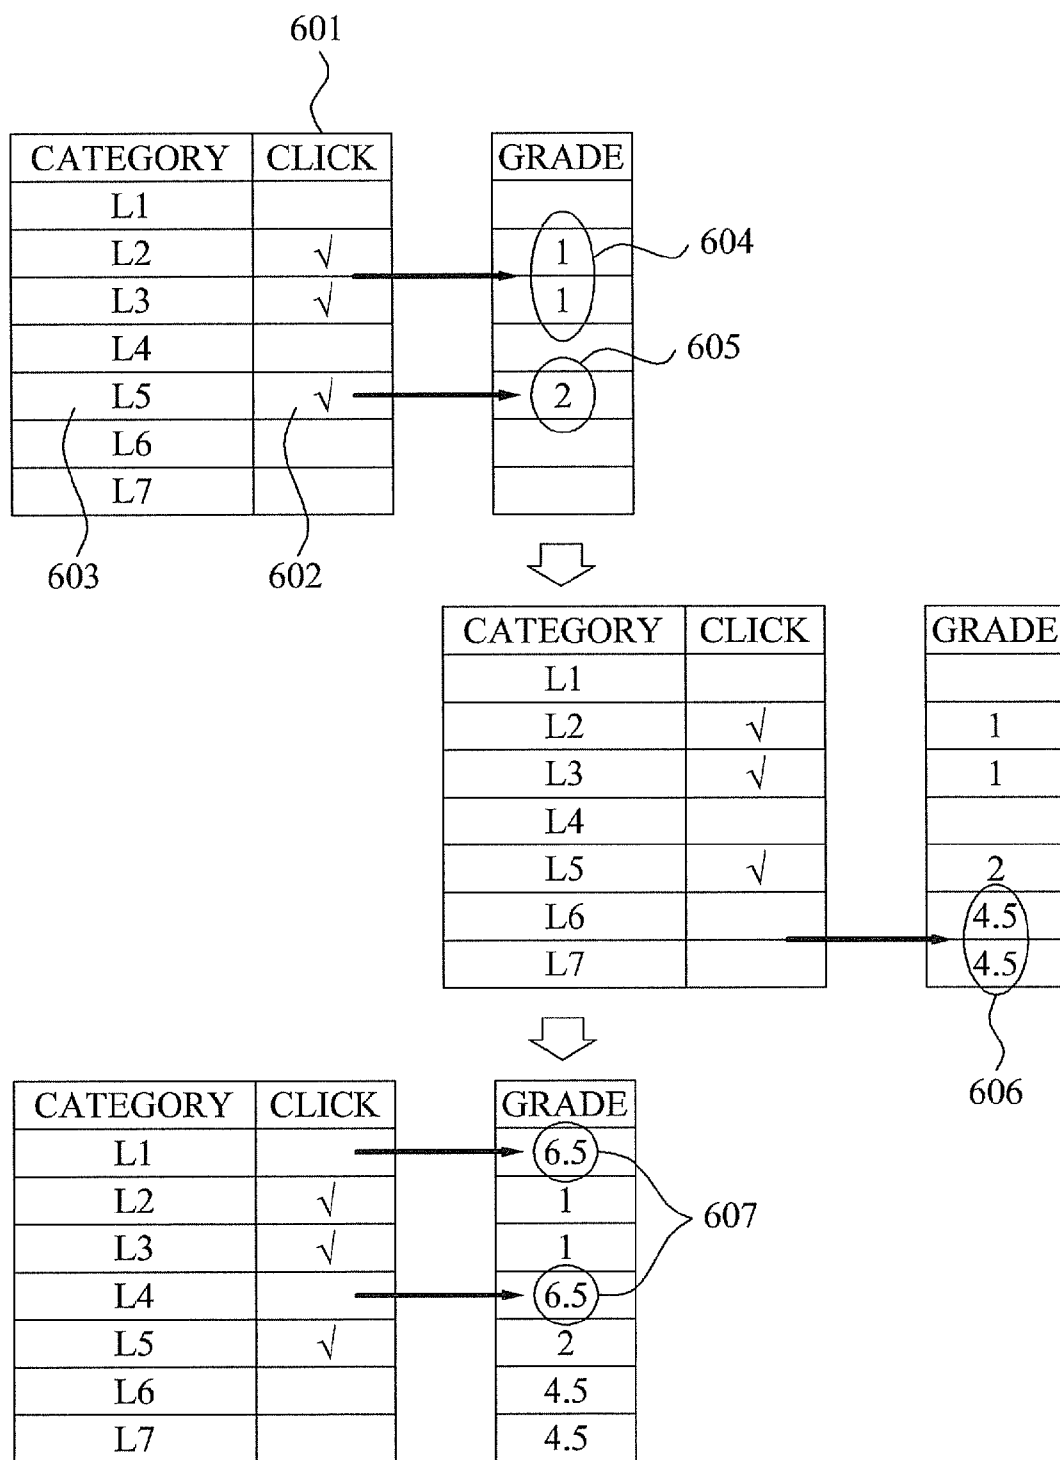 601
CATEGORY CLICK GRADE
L1
L2 √ 1 604
L3 √ 1
L4 605
L5 √ 2
L6
L7
603 602
CATEGORY CLICK GRADE
L1
L2 √ 1
L3 √ 1
L4
L5 √ 2
L6 4.5
L7 4.5
606
CATEGORY CLICK GRADE
L1 6.5
L2 √ 1 607
L3 √ 1
L4 6.5
L5 √ 2
L6 4.5
L7 4.5